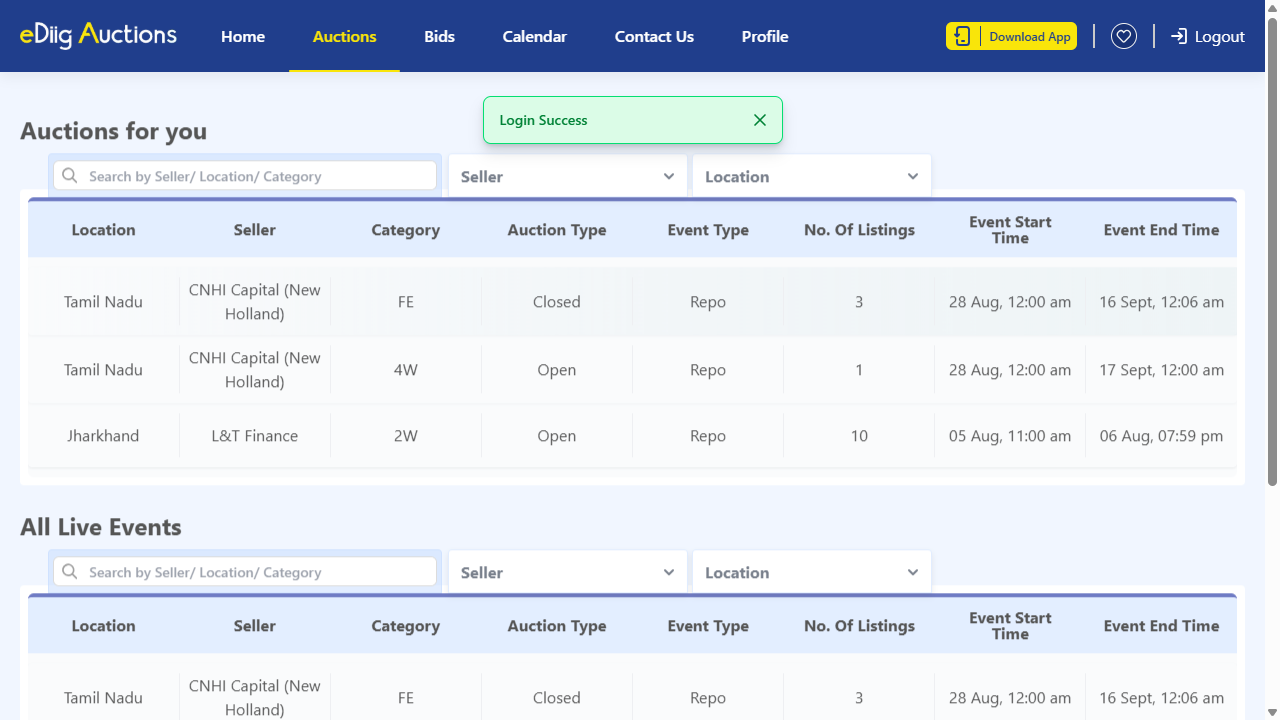 eDiig Auctions Home Auctions Bids Calendar Contact Us Profile Download App Logout
Login Success
Auctions for you
Search by Seller/ Location/ Category Seller Location
Location Seller Category Auction Type Event Type No. Of Listings Event Start Time Event End Time
Tamil Nadu CNHI Capital (New Holland) FE Closed Repo 3 28 Aug, 12:00 am 16 Sept, 12:06 am
Tamil Nadu CNHI Capital (New Holland) 4W Open Repo 1 28 Aug, 12:00 am 17 Sept, 12:00 am
Jharkhand L&T Finance 2W Open Repo 10 05 Aug, 11:00 am 06 Aug, 07:59 pm
All Live Events
Search by Seller/ Location/ Category Seller Location
Location Seller Category Auction Type Event Type No. Of Listings Event Start Time Event End Time
Tamil Nadu CNHI Capital (New Holland) FE Closed Repo 3 28 Aug, 12:00 am 16 Sept, 12:06 am